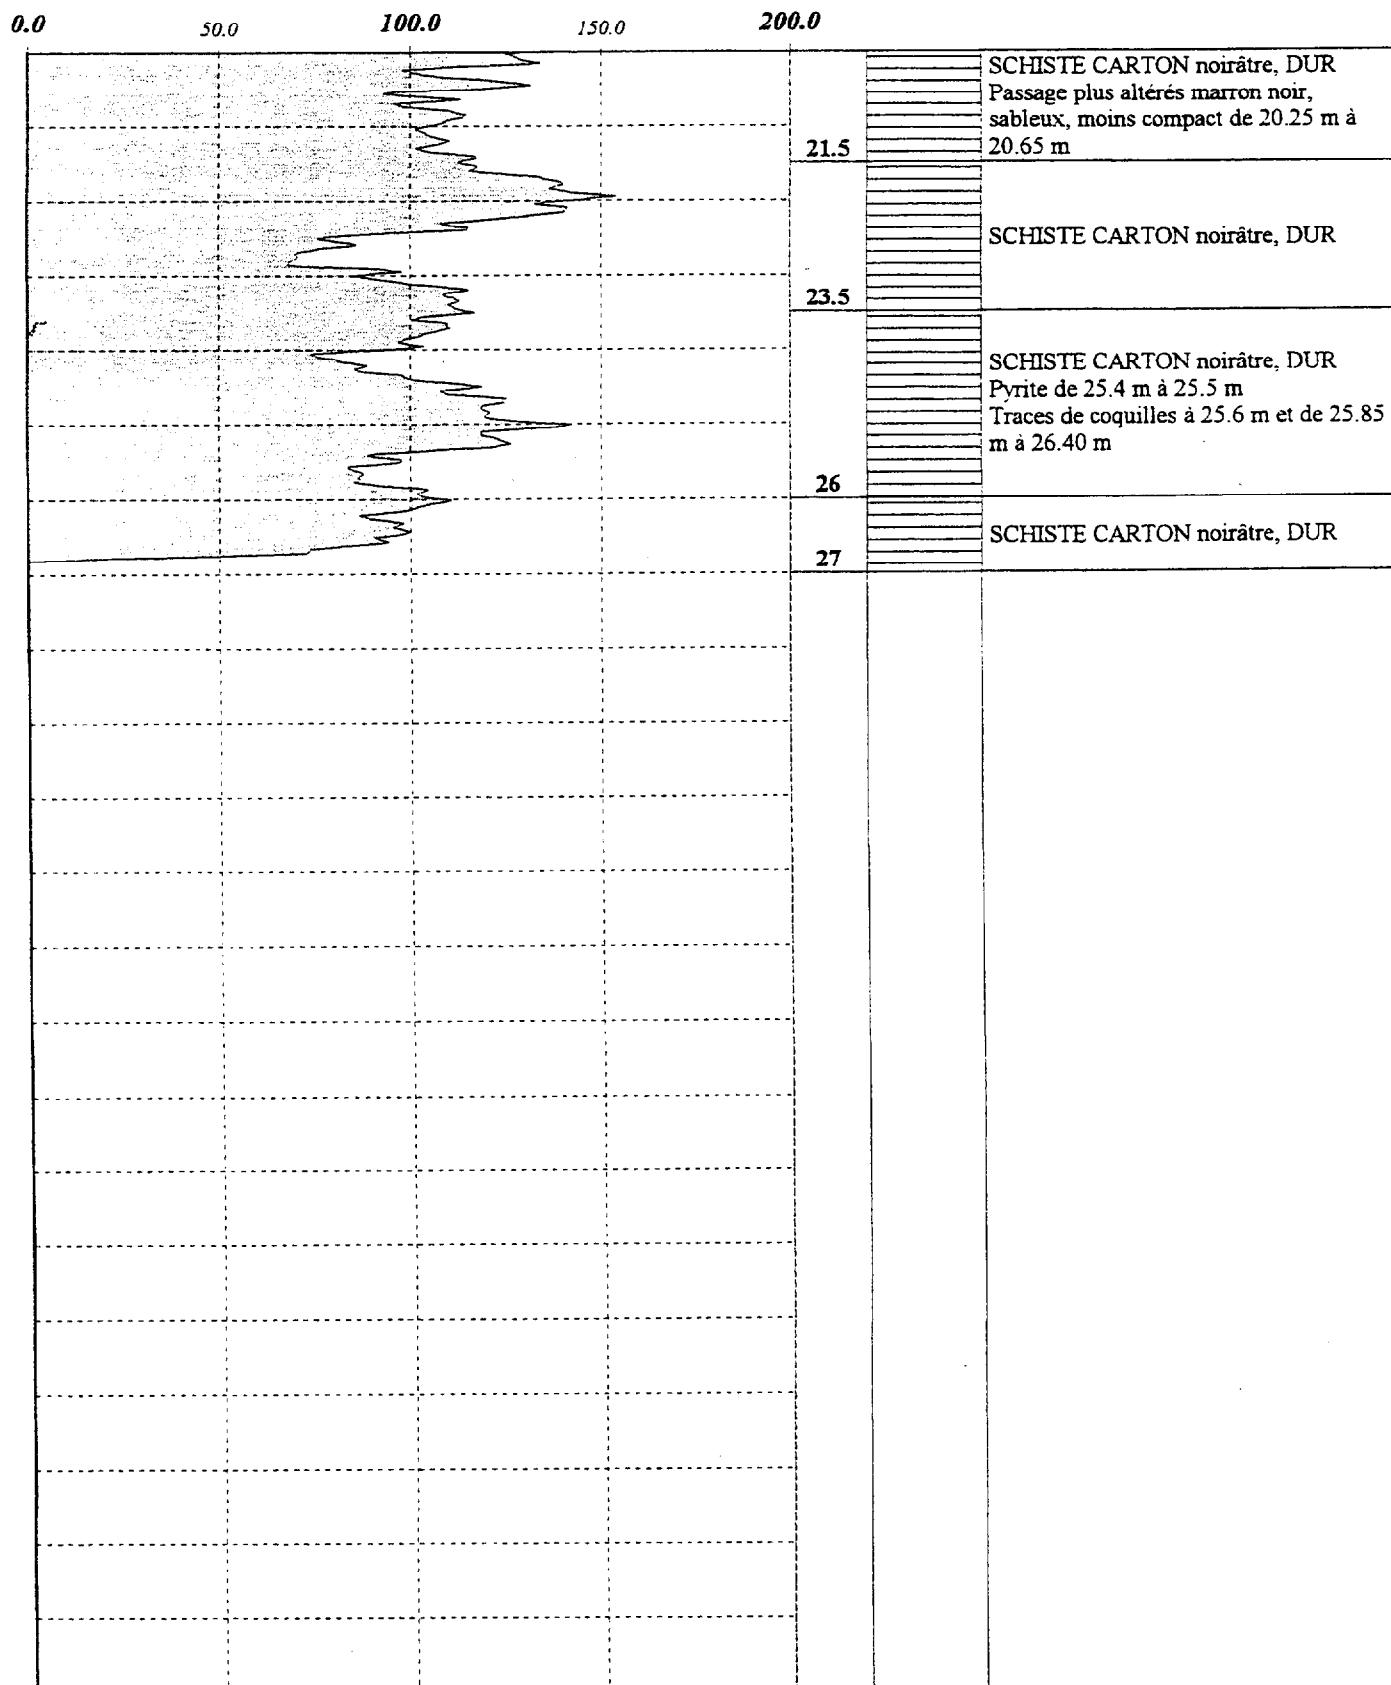 0.0 50.0 100.0 150.0 200.0
SCHISTE CARTON noirâtre, DUR
Passage plus altérés marron noir,
sableux, moins compact de 20.25 m à
20.65 m
21.5
SCHISTE CARTON noirâtre, DUR
23.5
SCHISTE CARTON noirâtre, DUR
Pyrite de 25.4 m à 25.5 m
Traces de coquilles à 25.6 m et de 25.85
m à 26.40 m
26
SCHISTE CARTON noirâtre, DUR
27